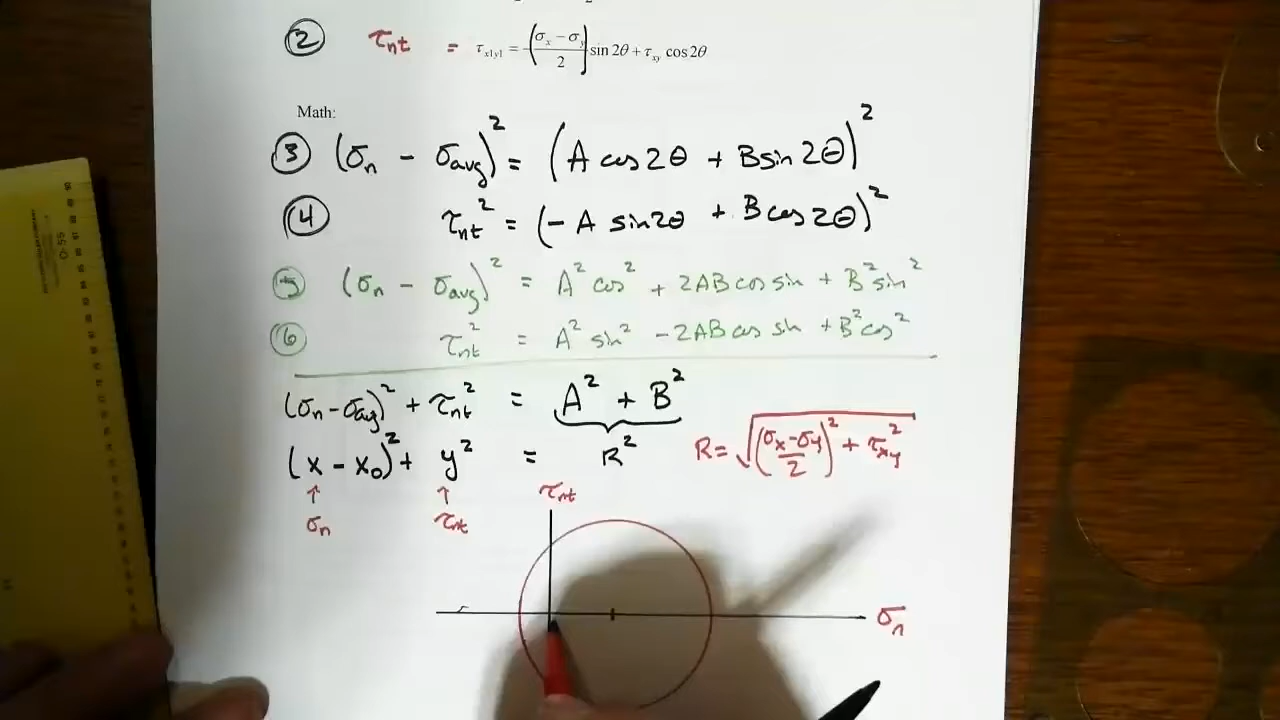 ② τnt = τx1y1 = -(σx − σy / 2) sin 2θ + τxy cos 2θ
Math:
③ (σn − σavg)² = (A cos 2θ + B sin 2θ)²
④ τnt² = (− A sin 2θ + B cos 2θ)²
⑤ (σn − σavg)² = A² cos² + 2AB cos sin + B² sin²
⑥ τnt² = A² sin² − 2AB cos sin + B² cos²
(σn − σavg)² + τnt² = A² + B²
(x − x₀)² + y² = R²
R = √((σx − σy / 2)² + τxy²)
↑ ↑
σn τnt
τnt
σn